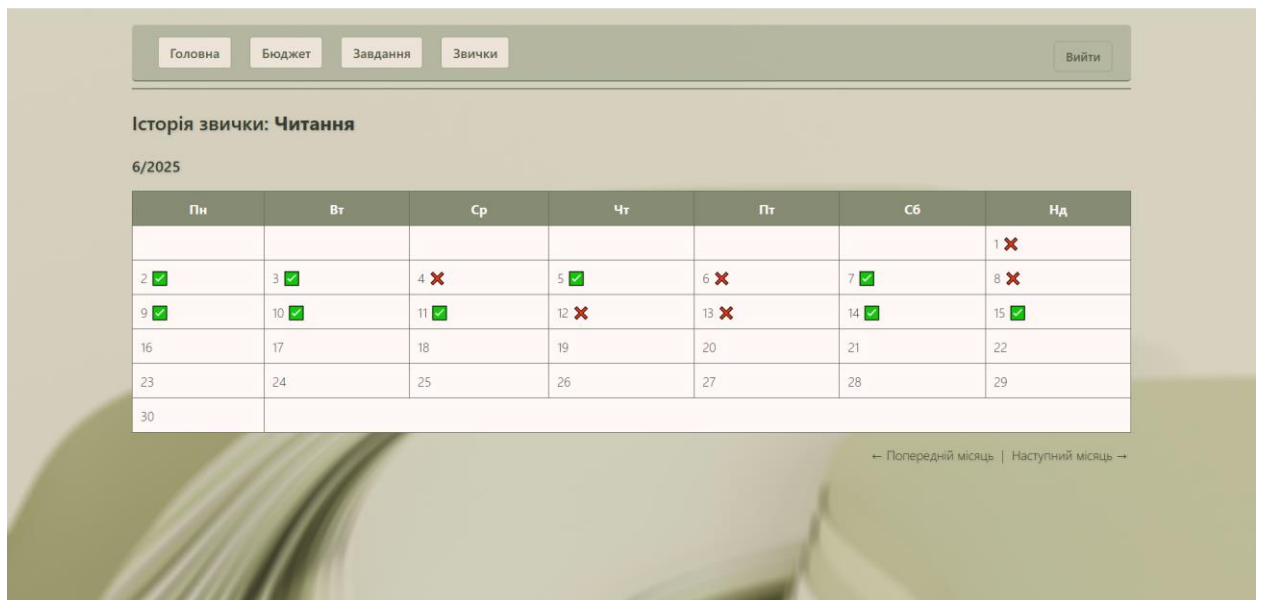 Головна Бюджет Завдання Звички Вийти
Історія звички: Читання
6/2025
Пн Вт Ср Чт Пт Сб Нд
1 ❌
2 ✅ 3 ✅ 4 ❌ 5 ✅ 6 ❌ 7 ✅ 8 ❌
9 ✅ 10 ✅ 11 ✅ 12 ❌ 13 ❌ 14 ✅ 15 ✅
16 17 18 19 20 21 22
23 24 25 26 27 28 29
30
← Попередній місяць | Наступний місяць →